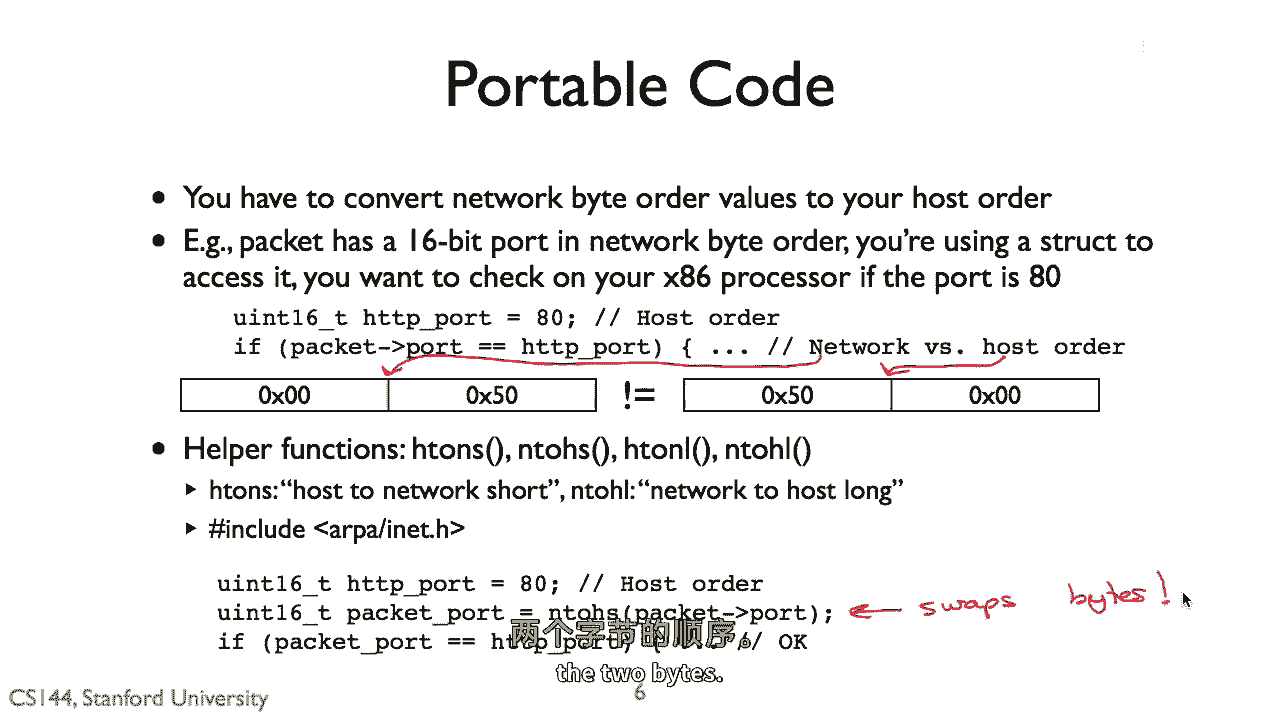 Portable Code
• You have to convert network byte order values to your host order
• E.g., packet has a 16-bit port in network byte order, you're using a struct to
access it, you want to check on your x86 processor if the port is 80
uint16_t http_port = 80; // Host order
if (packet->port == http_port) { ... // Network vs. host order
0x00 0x50 != 0x50 0x00
• Helper functions: htons(), ntohs(), htonl(), ntohl()
▸ htons: “host to network short”, ntohl: “network to host long”
▸ #include <arpa/inet.h>
uint16_t http_port = 80; // Host order
uint16_t packet_port = ntohs(packet->port); ← swaps bytes!
if (packet_port == http_port) { ... // OK
两个字节的顺序。
the two bytes.
CS144, Stanford University
6